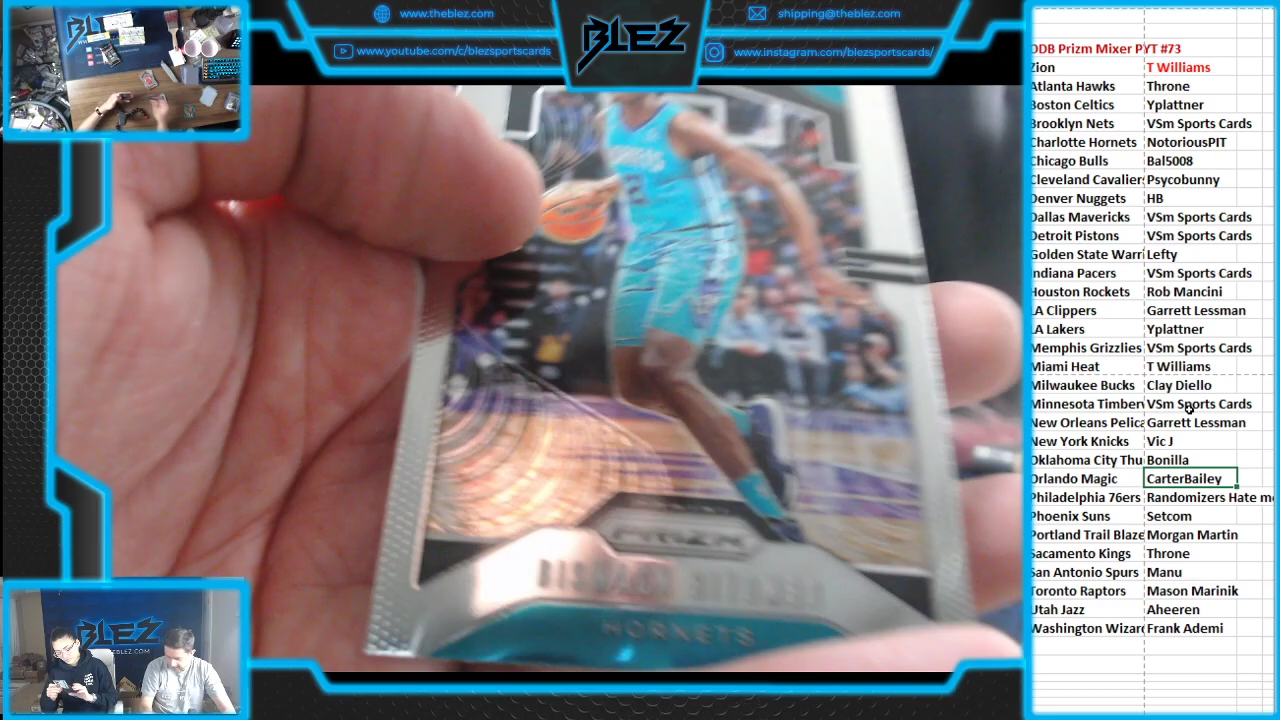 www.theblez.com
www.youtube.com/c/blezsportscards
BLEZ
shipping@theblez.com
www.instagram.com/blezsportscards/
ODB Prizm Mixer PYT #73
Zion T Williams
Atlanta Hawks Throne
Boston Celtics Yplattner
Brooklyn Nets VSm Sports Cards
Charlotte Hornets NotoriousPIT
Chicago Bulls Bal5008
Cleveland Cavalier Psycobunny
Denver Nuggets HB
Dallas Mavericks VSm Sports Cards
Detroit Pistons VSm Sports Cards
Golden State Warri Lefty
Indiana Pacers VSm Sports Cards
Houston Rockets Rob Mancini
LA Clippers Garrett Lessman
LA Lakers Yplattner
Memphis Grizzlies VSm Sports Cards
Miami Heat T Williams
Milwaukee Bucks Clay Diello
Minnesota Timber VSm Sports Cards
New Orleans Pelica Garrett Lessman
New York Knicks Vic J
Oklahoma City Thu Bonilla
Orlando Magic CarterBailey
Philadelphia 76ers Randomizers Hate me
Phoenix Suns Setcom
Portland Trail Blaze Morgan Martin
Sacamento Kings Throne
San Antonio Spurs Manu
Toronto Raptors Mason Marinik
Utah Jazz Aheeren
Washington Wizar Frank Ademi
PRIZM
HORNETS
BLEZ